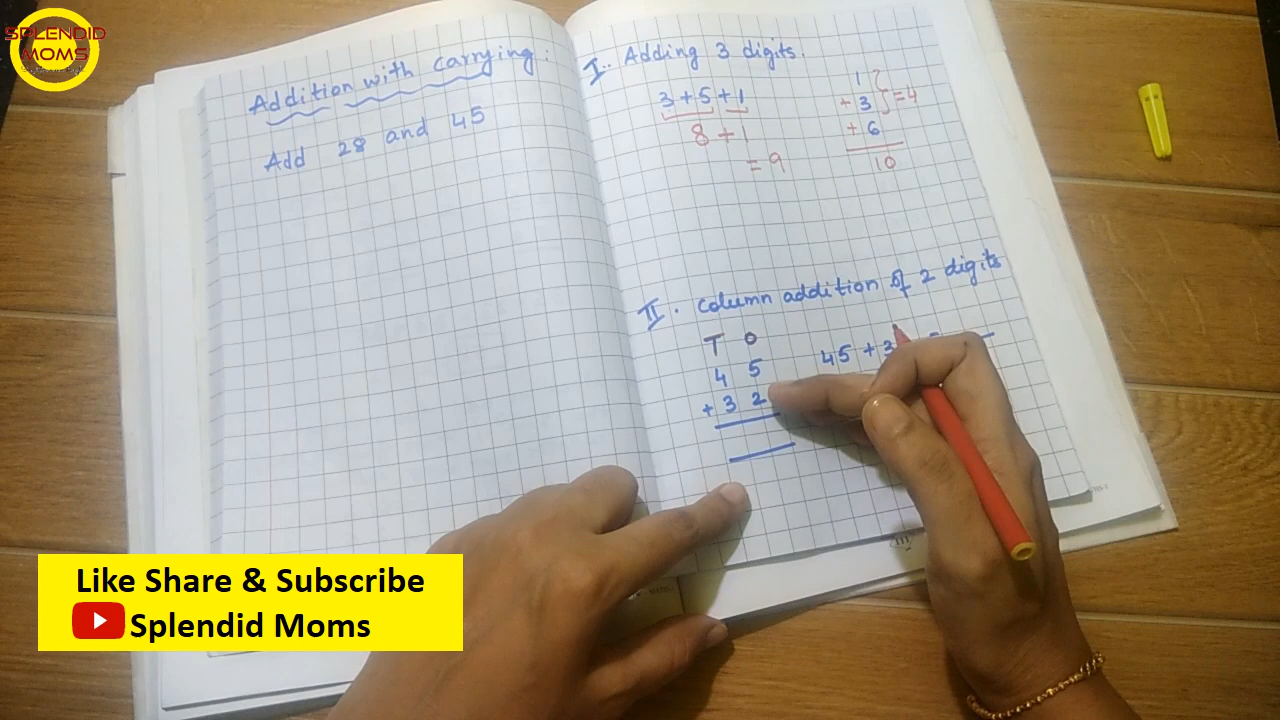 SPLENDID
MOMS
Addition with carrying :
Add 28 and 45
I. Adding 3 digits.
3 + 5 + 1
8 + 1
= 9
1
+ 3 = 4
+ 6
10
II. Column addition of 2 digits
T O
4 5
+ 3 2
45 + 3
Like Share & Subscribe
Splendid Moms